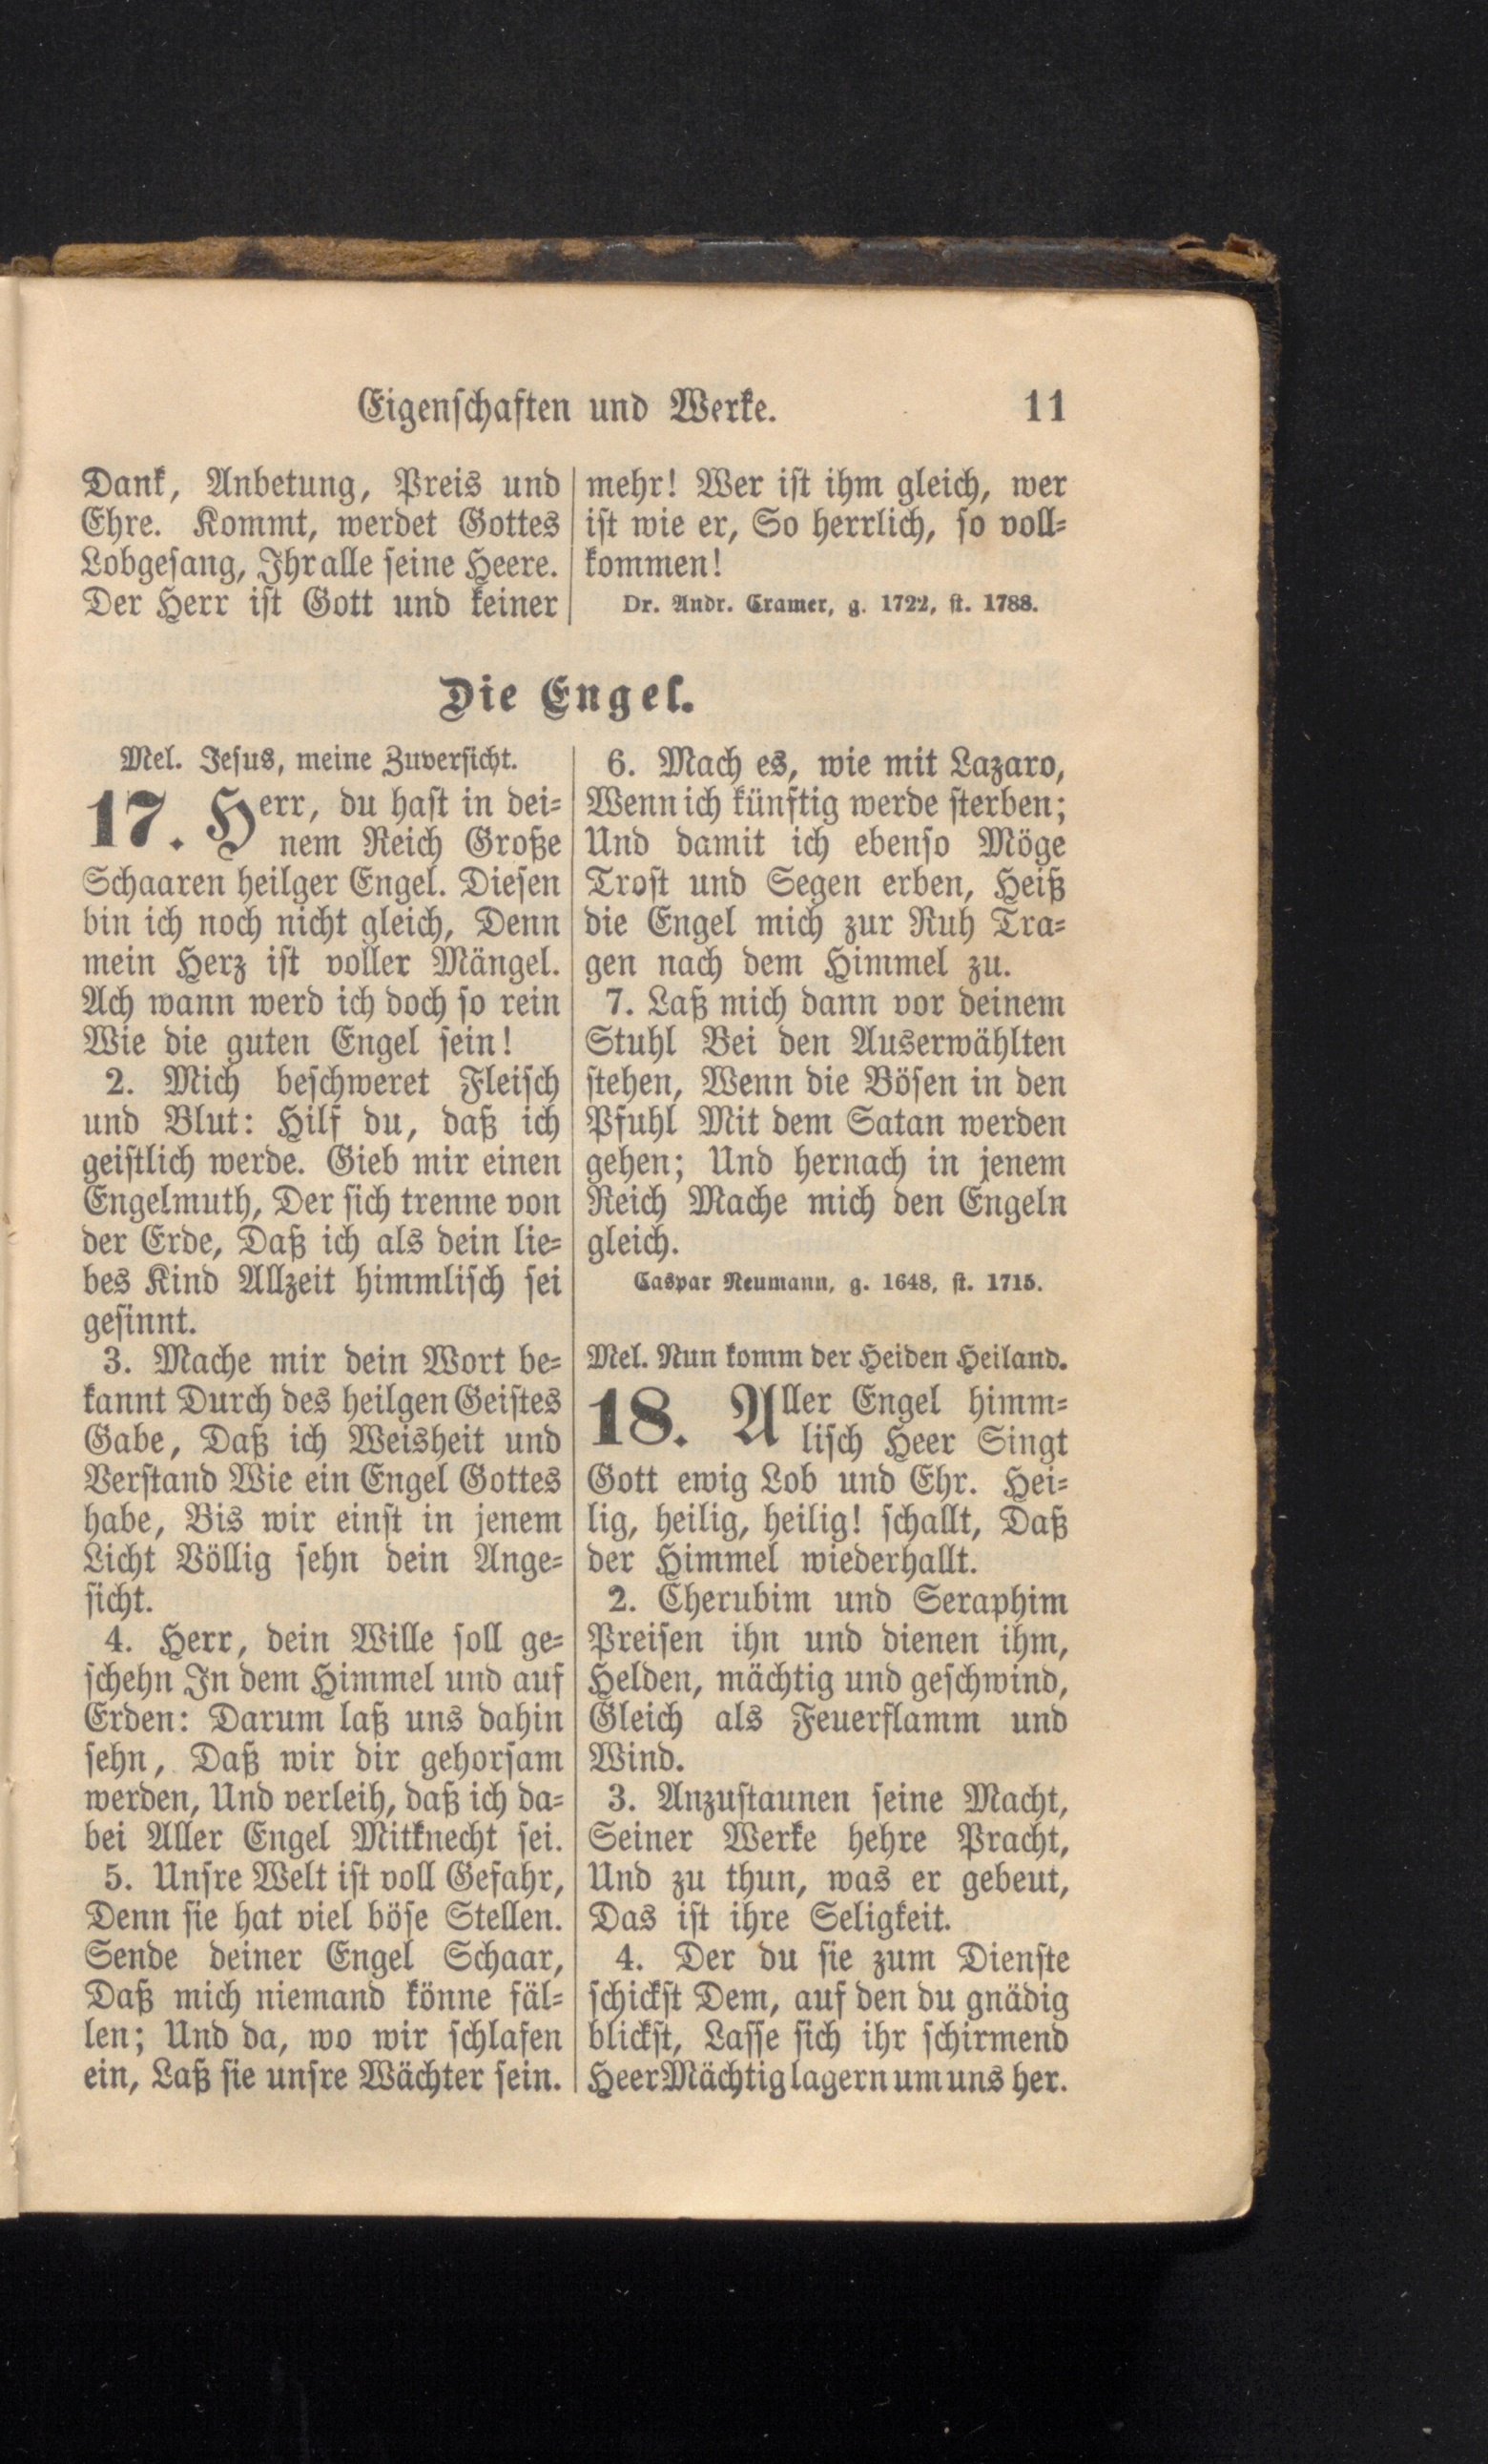 Eigenschaften und Werke. 11
Dank, Anbetung, Preis und
Ehre. Kommt, werdet Gottes
Lobgesang, Ihr alle seine Heere.
Der Herr ist Gott und keiner
mehr! Wer ist ihm gleich, wer
ist wie er, So herrlich, so voll-
kommen!
Dr. Andr. Cramer, g. 1722, st. 1788.
Die Engel.
Mel. Jesus, meine Zuversicht.
17. Herr, du hast in dei-
nem Reich Große
Schaaren heilger Engel. Diesen
bin ich noch nicht gleich, Denn
mein Herz ist voller Mängel.
Ach wann werd ich doch so rein
Wie die guten Engel sein!
2. Mich beschweret Fleisch
und Blut: Hilf du, daß ich
geistlich werde. Gieb mir einen
Engelmuth, Der sich trenne von
der Erde, Daß ich als dein lie-
bes Kind Allzeit himmlisch sei
gesinnt.
3. Mache mir dein Wort be-
kannt Durch des heilgen Geistes
Gabe, Daß ich Weisheit und
Verstand Wie ein Engel Gottes
habe, Bis wir einst in jenem
Licht Völlig sehn dein Ange-
sicht.
4. Herr, dein Wille soll ge-
schehn In dem Himmel und auf
Erden: Darum laß uns dahin
sehn, Daß wir dir gehorsam
werden, Und verleih, daß ich da-
bei Aller Engel Mitknecht sei.
5. Unsre Welt ist voll Gefahr,
Denn sie hat viel böse Stellen.
Sende deiner Engel Schaar,
Daß mich niemand könne fäl-
len; Und da, wo wir schlafen
ein, Laß sie unsre Wächter sein.
6. Mach es, wie mit Lazaro,
Wenn ich künftig werde sterben;
Und damit ich ebenso Möge
Trost und Segen erben, Heiß
die Engel mich zur Ruh Tra-
gen nach dem Himmel zu.
7. Laß mich dann vor deinem
Stuhl Bei den Auserwählten
stehen, Wenn die Bösen in den
Pfuhl Mit dem Satan werden
gehen; Und hernach in jenem
Reich Mache mich den Engeln
gleich.
Caspar Neumann, g. 1648, st. 1715.
Mel. Nun komm der Heiden Heiland.
18. Aller Engel himm-
lisch Heer Singt
Gott ewig Lob und Ehr. Hei-
lig, heilig, heilig! schallt, Daß
der Himmel wiederhallt.
2. Cherubim und Seraphim
Preisen ihn und dienen ihm,
Helden, mächtig und geschwind,
Gleich als Feuerflamm und
Wind.
3. Anzustaunen seine Macht,
Seiner Werke hehre Pracht,
Und zu thun, was er gebeut,
Das ist ihre Seligkeit.
4. Der du sie zum Dienste
schickst Dem, auf den du gnädig
blickst, Lasse sich ihr schirmend
Heer Mächtig lagern um uns her.